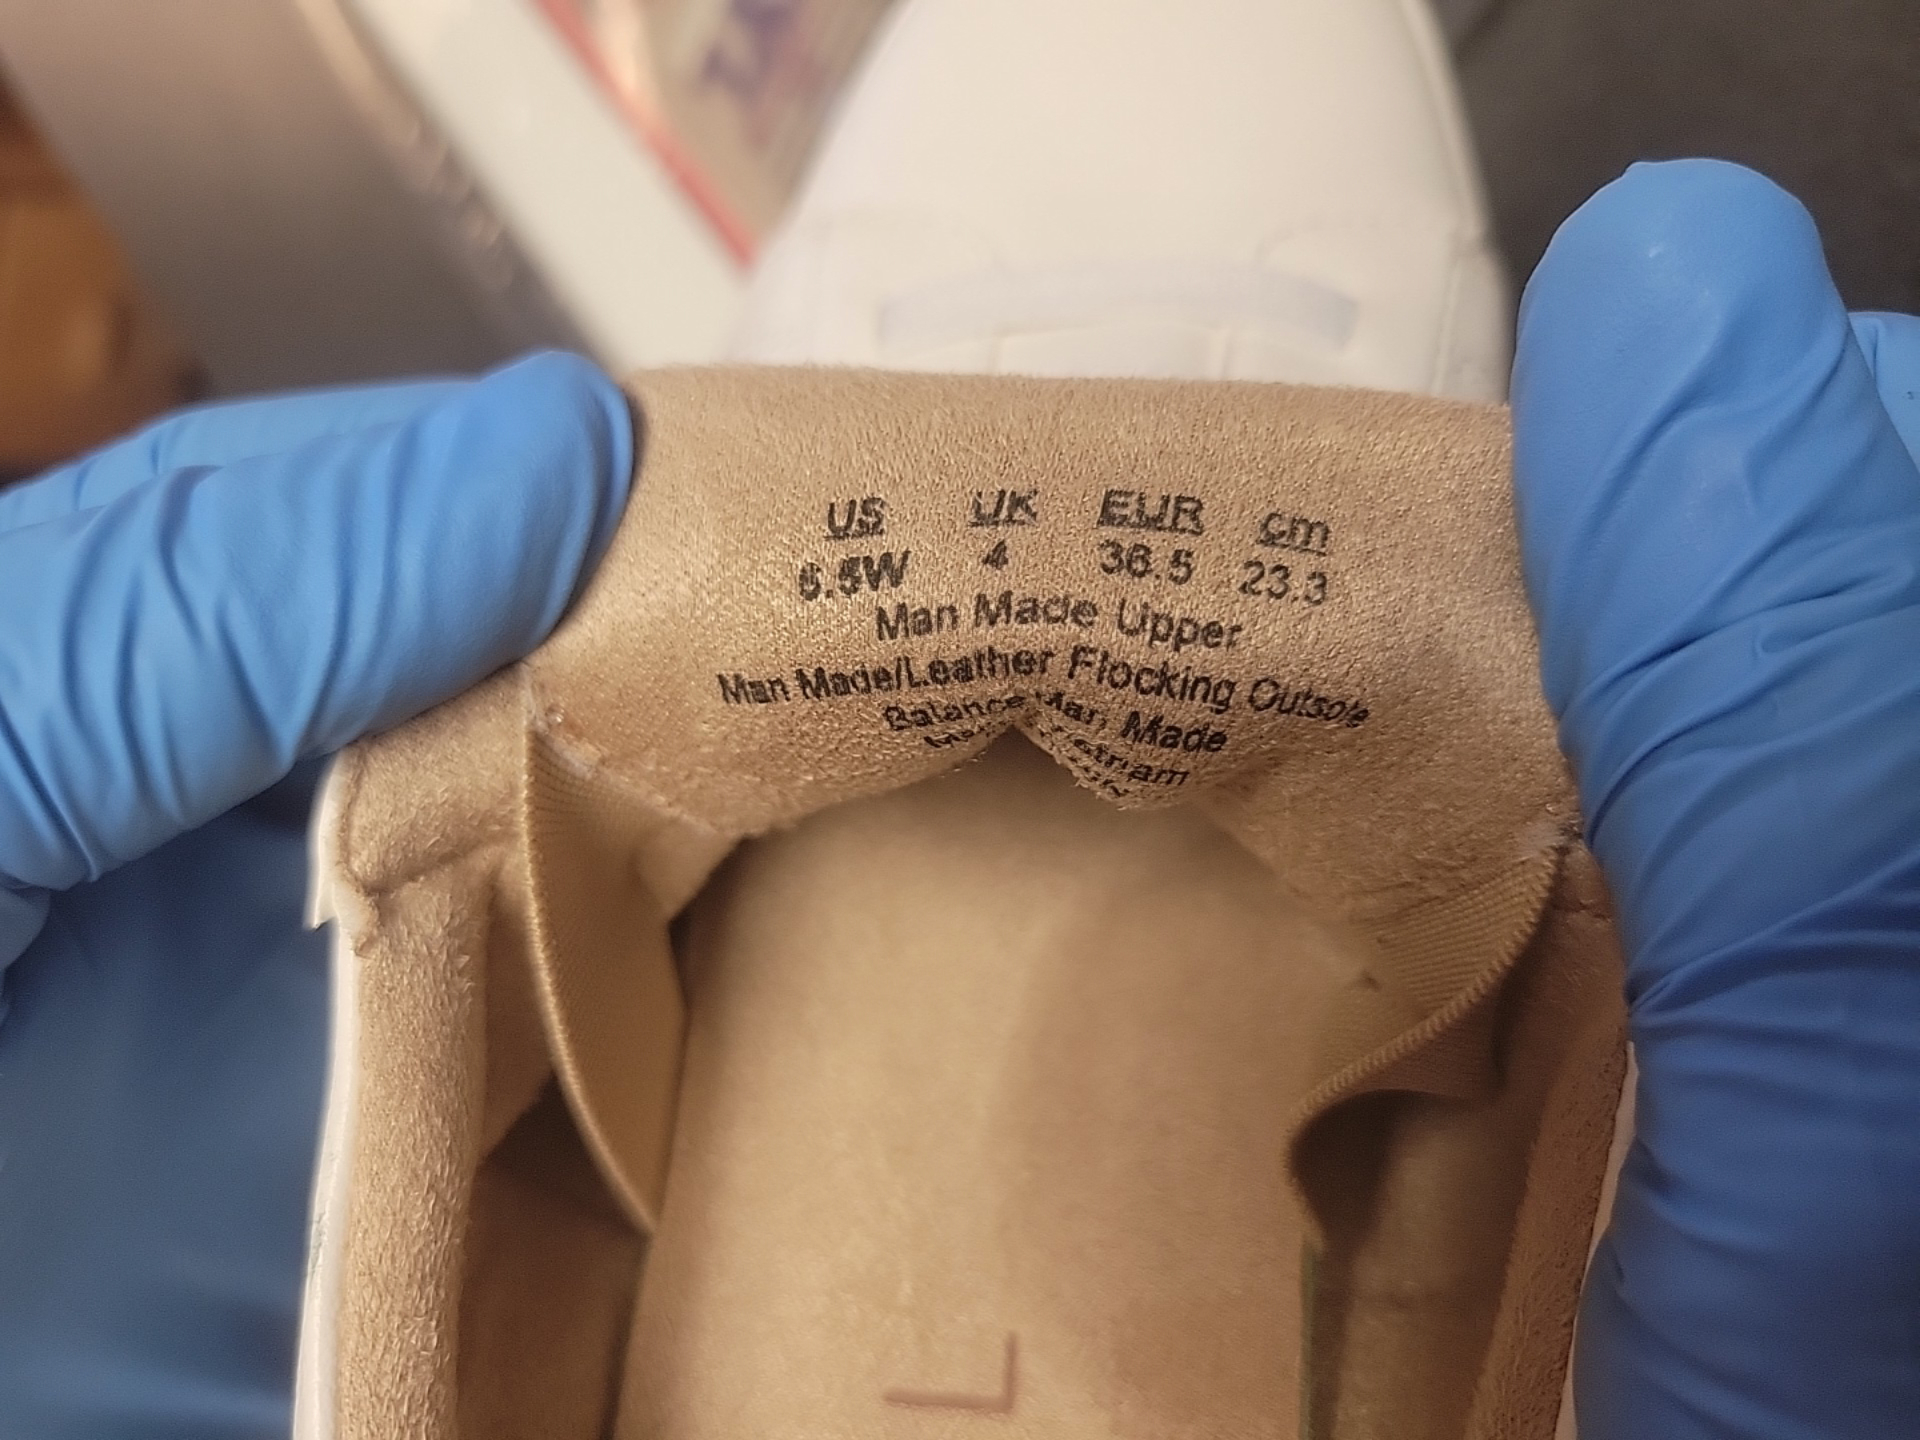 US UK EUR cm
6.5W 4 36.5 23.3
Man Made Upper
Man Made/Leather Flocking Outsole
Balance Man Made
L